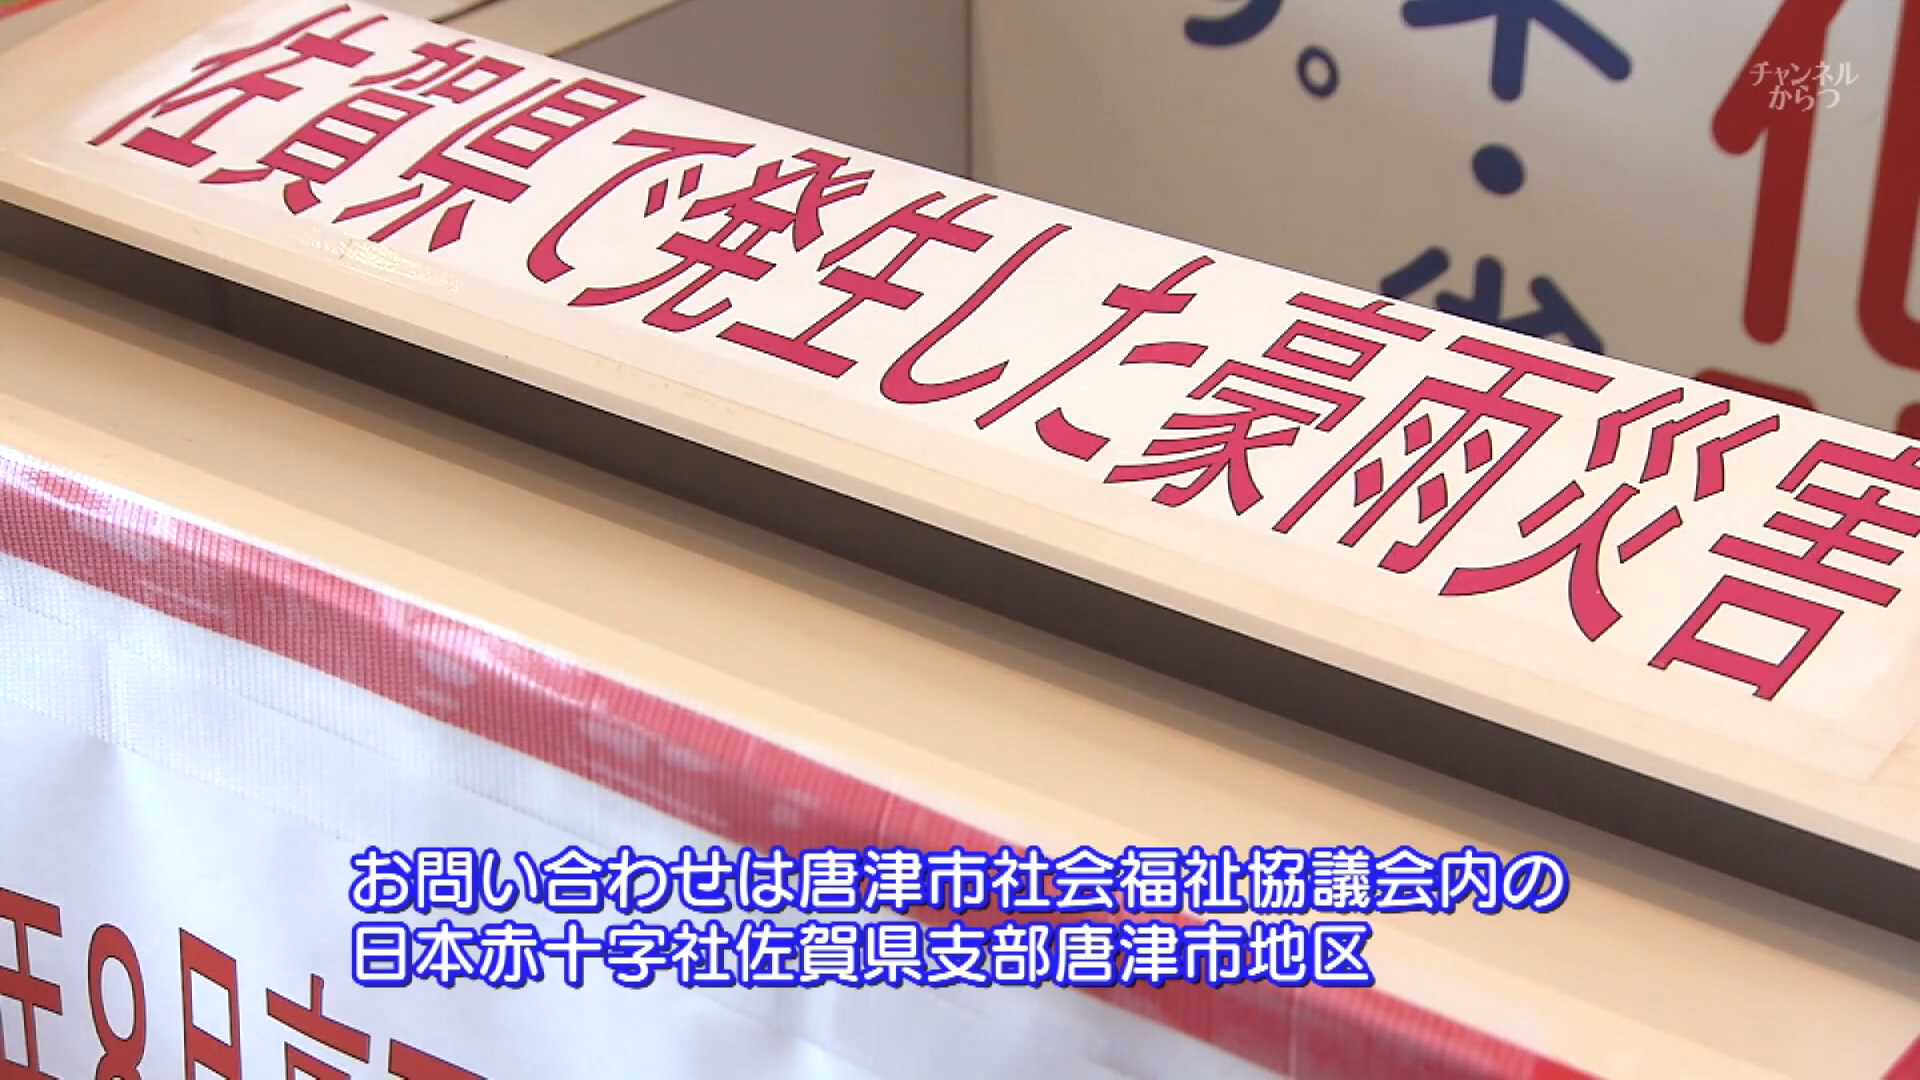 チャンネル
からつ
佐賀県で発生した豪雨災害
お問い合わせは唐津市社会福祉協議会内の
日本赤十字社佐賀県支部唐津市地区